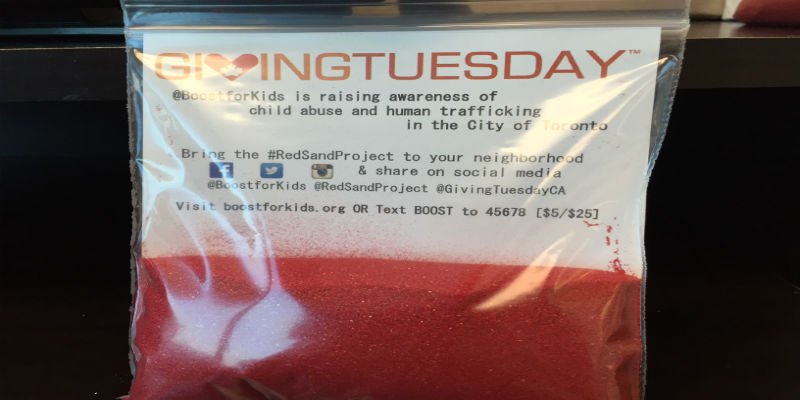 GIVINGTUESDAY™
@BoostforKids is raising awareness of
child abuse and human trafficking
in the City of Toronto
Bring the #RedSandProject to your neighborhood
& share on social media
@BoostforKids @RedSandProject @GivingTuesdayCA
Visit boostforkids.org OR Text BOOST to 45678 [$5/$25]